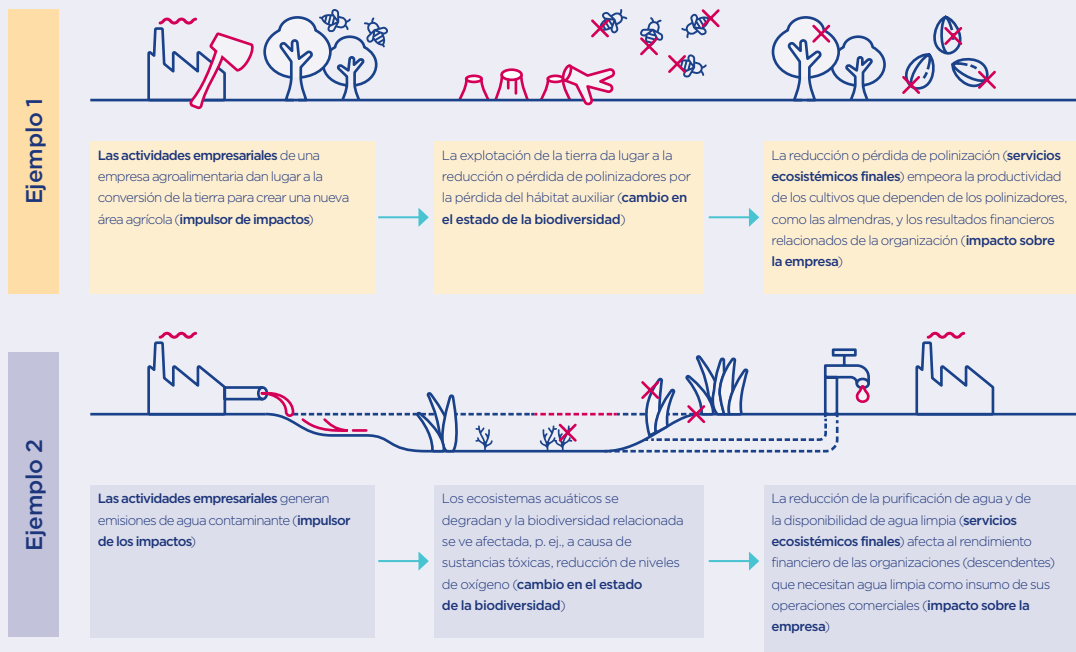 Ejemplo 1
Las actividades empresariales de una
empresa agroalimentaria dan lugar a la
conversión de la tierra para crear una nueva
área agrícola (impulsor de impactos)
La explotación de la tierra da lugar a la
reducción o pérdida de polinizadores por
la pérdida del hábitat auxiliar (cambio en
el estado de la biodiversidad)
La reducción o pérdida de polinización (servicios
ecosistémicos finales) empeora la productividad
de los cultivos que dependen de los polinizadores,
como las almendras, y los resultados financieros
relacionados de la organización (impacto sobre
la empresa)
Ejemplo 2
Las actividades empresariales generan
emisiones de agua contaminante (impulsor
de los impactos)
Los ecosistemas acuáticos se
degradan y la biodiversidad relacionada
se ve afectada, p. ej., a causa de
sustancias tóxicas, reducción de niveles
de oxígeno (cambio en el estado
de la biodiversidad)
La reducción de la purificación de agua y de
la disponibilidad de agua limpia (servicios
ecosistémicos finales) afecta al rendimiento
financiero de las organizaciones (descendentes)
que necesitan agua limpia como insumo de sus
operaciones comerciales (impacto sobre la
empresa)